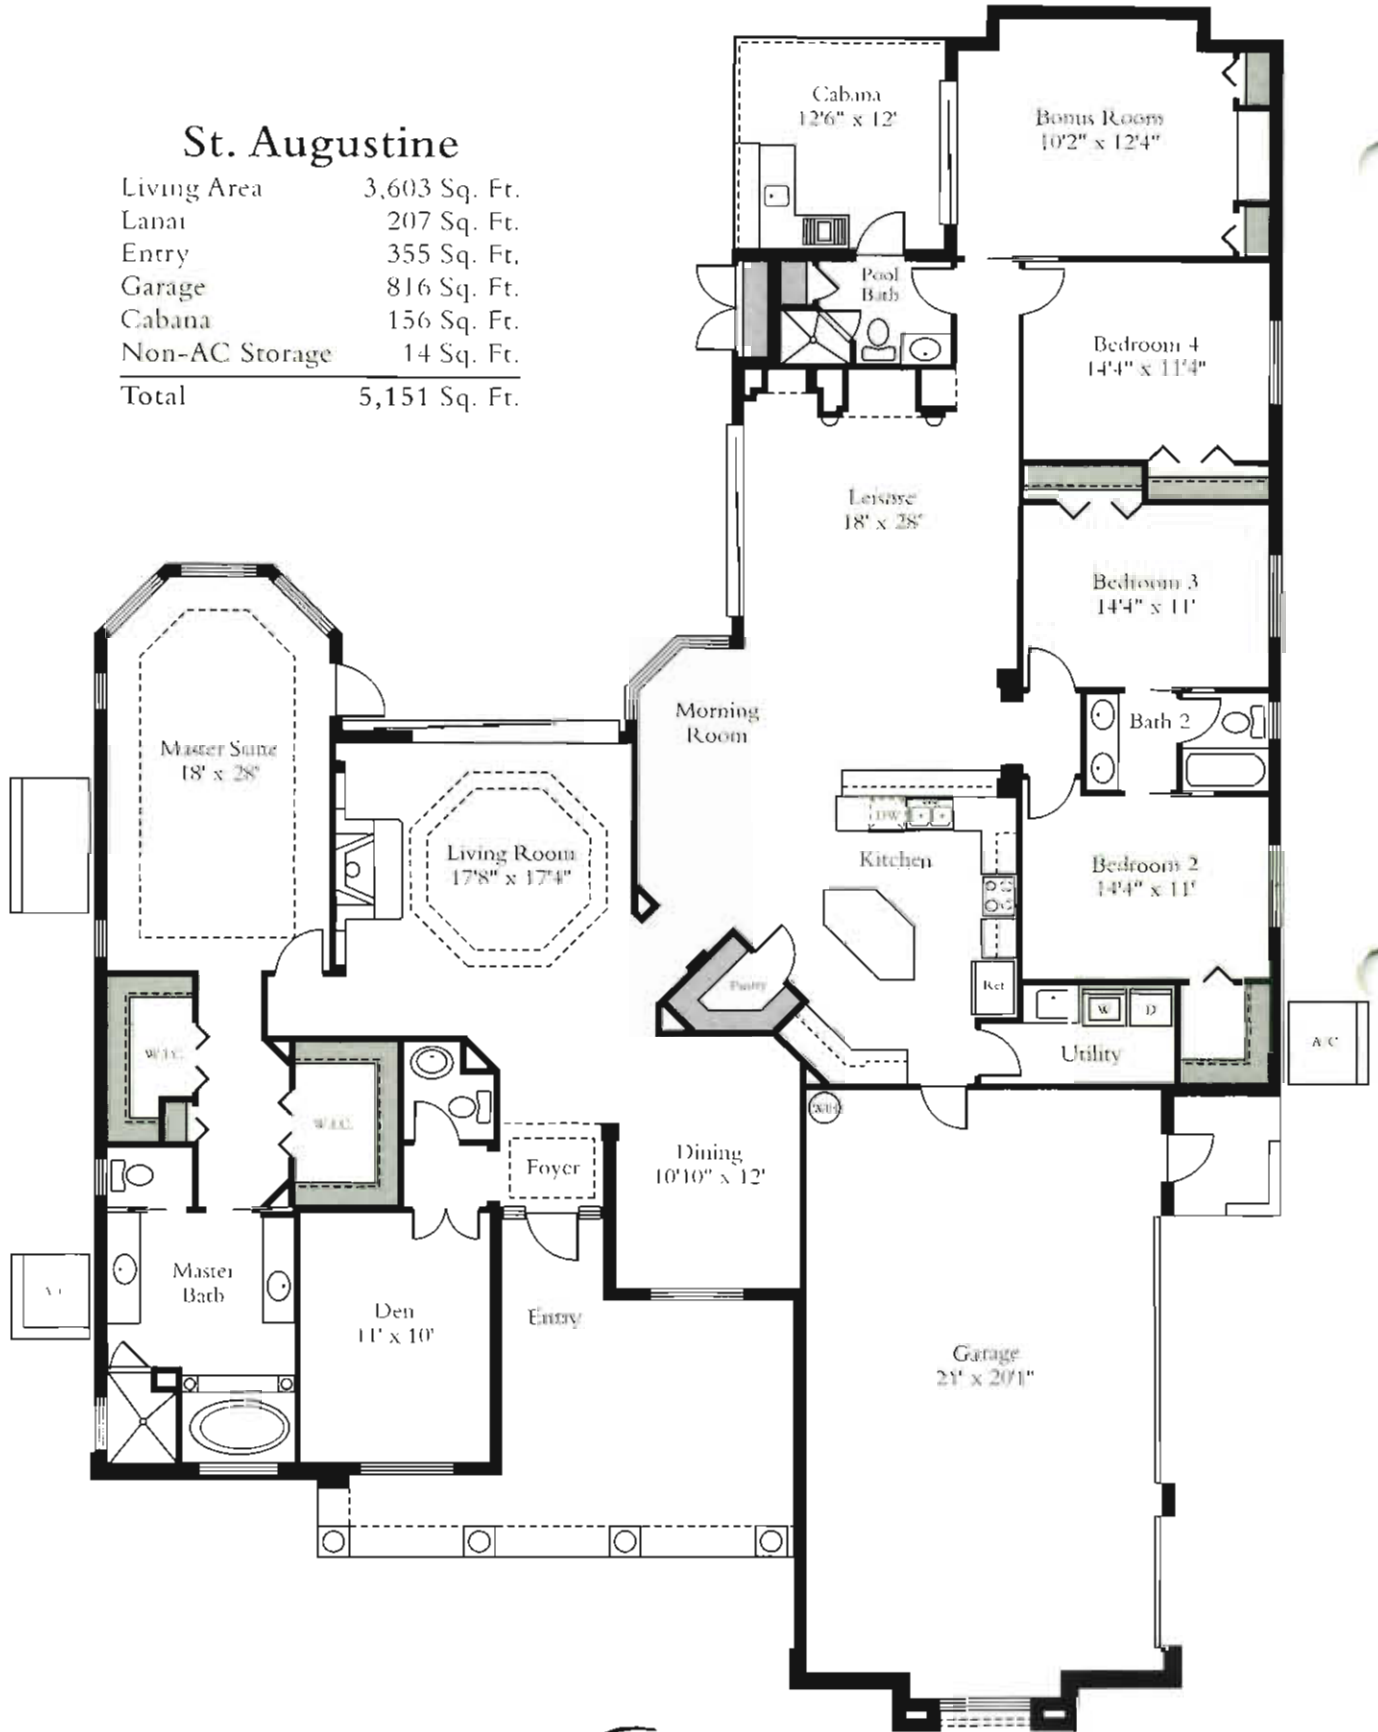 St. Augustine
Living Area 3,603 Sq. Ft.
Lanai 207 Sq. Ft.
Entry 355 Sq. Ft.
Garage 816 Sq. Ft.
Cabana 156 Sq. Ft.
Non-AC Storage 14 Sq. Ft.
Total 5,151 Sq. Ft.
Cabana
12'6" x 12'
Bonus Room
10'2" x 12'4"
Pool
Bath
Bedroom 4
14'4" x 11'4"
Leisure
18' x 28'
Bedroom 3
14'4" x 11'
Morning
Room
Bath 2
Master Suite
18' x 28'
Living Room
17'8" x 17'4"
DW
Kitchen
Bedroom 2
14'4" x 11'
Pantry
Ref
W
D
Utility
A/C
W.I.C.
W.I.C.
WH
Foyer
Dining
10'10" x 12'
Master
Bath
Den
11' x 10'
Entry
Garage
21' x 20'1"